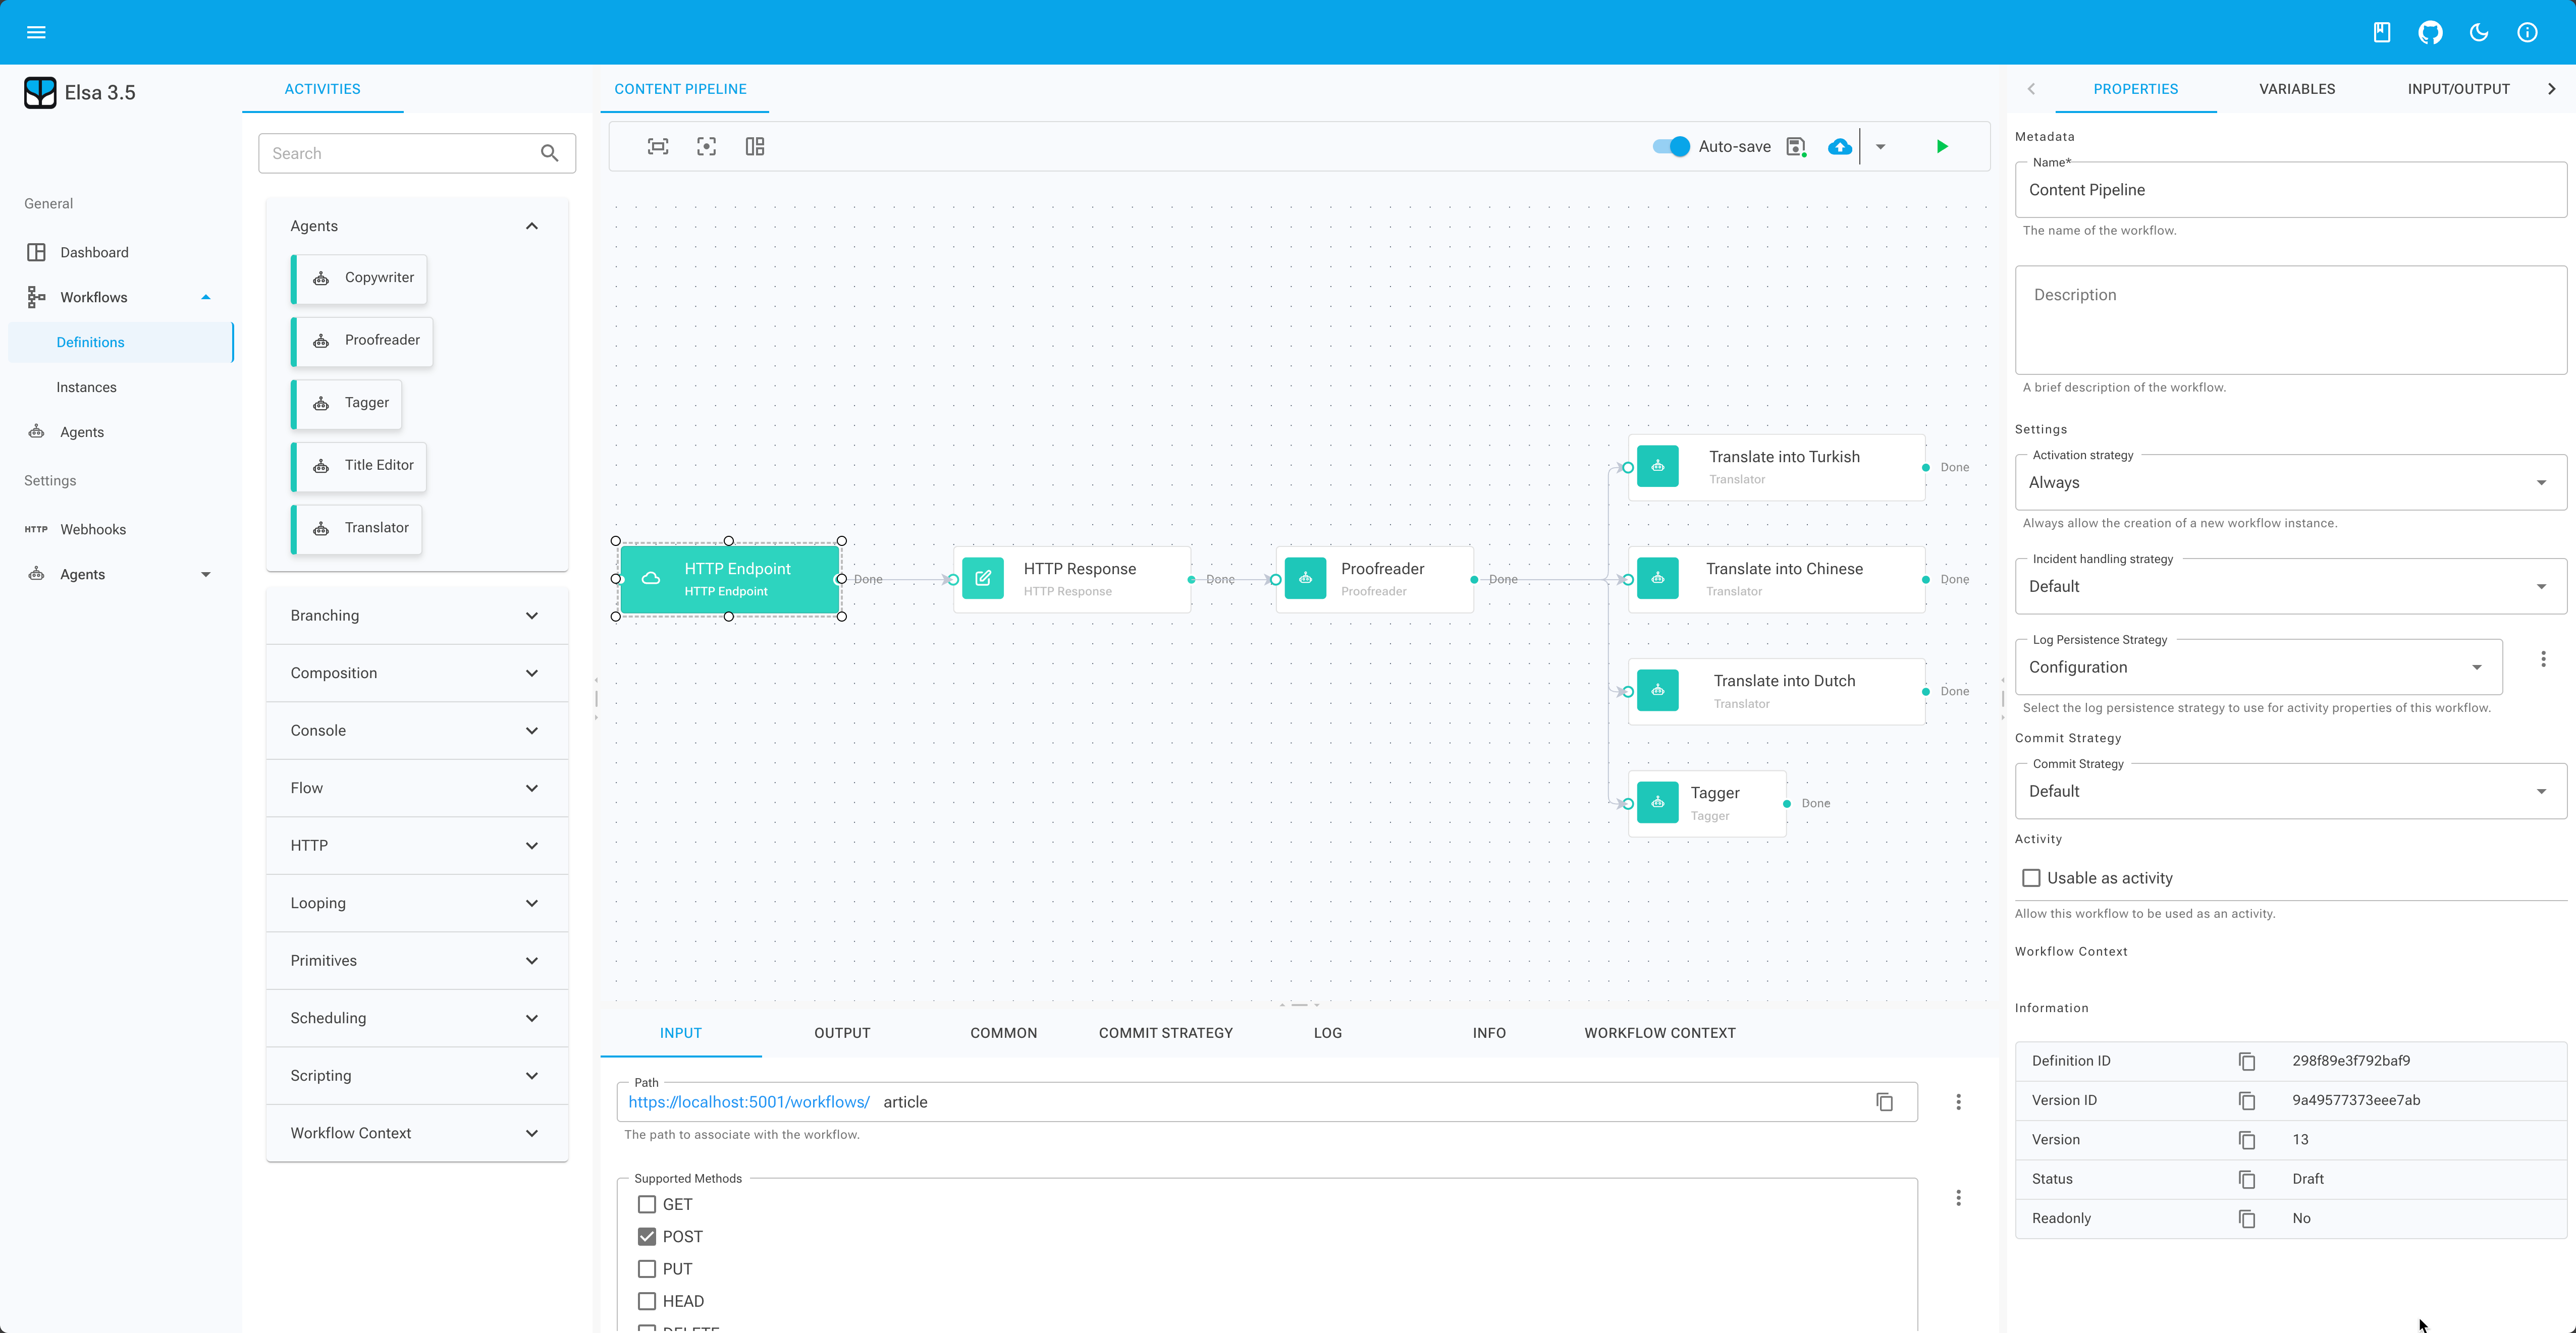 Elsa 3.5
General
Dashboard
Workflows
Definitions
Instances
Agents
Settings
HTTP Webhooks
Agents
ACTIVITIES
Search
Agents
Copywriter
Proofreader
Tagger
Title Editor
Translator
Branching
Composition
Console
Flow
HTTP
Looping
Primitives
Scheduling
Scripting
Workflow Context
CONTENT PIPELINE
Auto-save
HTTP Endpoint
HTTP Endpoint
Done
HTTP Response
HTTP Response
Done
Proofreader
Proofreader
Done
Translate into Turkish
Translator
Done
Translate into Chinese
Translator
Done
Translate into Dutch
Translator
Done
Tagger
Tagger
Done
INPUT OUTPUT COMMON COMMIT STRATEGY LOG INFO WORKFLOW CONTEXT
Path
https://localhost:5001/workflows/ article
The path to associate with the workflow.
Supported Methods
GET
POST
PUT
HEAD
DELETE
PROPERTIES VARIABLES INPUT/OUTPUT
Metadata
Name*
Content Pipeline
The name of the workflow.
Description
A brief description of the workflow.
Settings
Activation strategy
Always
Always allow the creation of a new workflow instance.
Incident handling strategy
Default
Log Persistence Strategy
Configuration
Select the log persistence strategy to use for activity properties of this workflow.
Commit Strategy
Commit Strategy
Default
Activity
Usable as activity
Allow this workflow to be used as an activity.
Workflow Context
Information
Definition ID 298f89e3f792baf9
Version ID 9a49577373eee7ab
Version 13
Status Draft
Readonly No